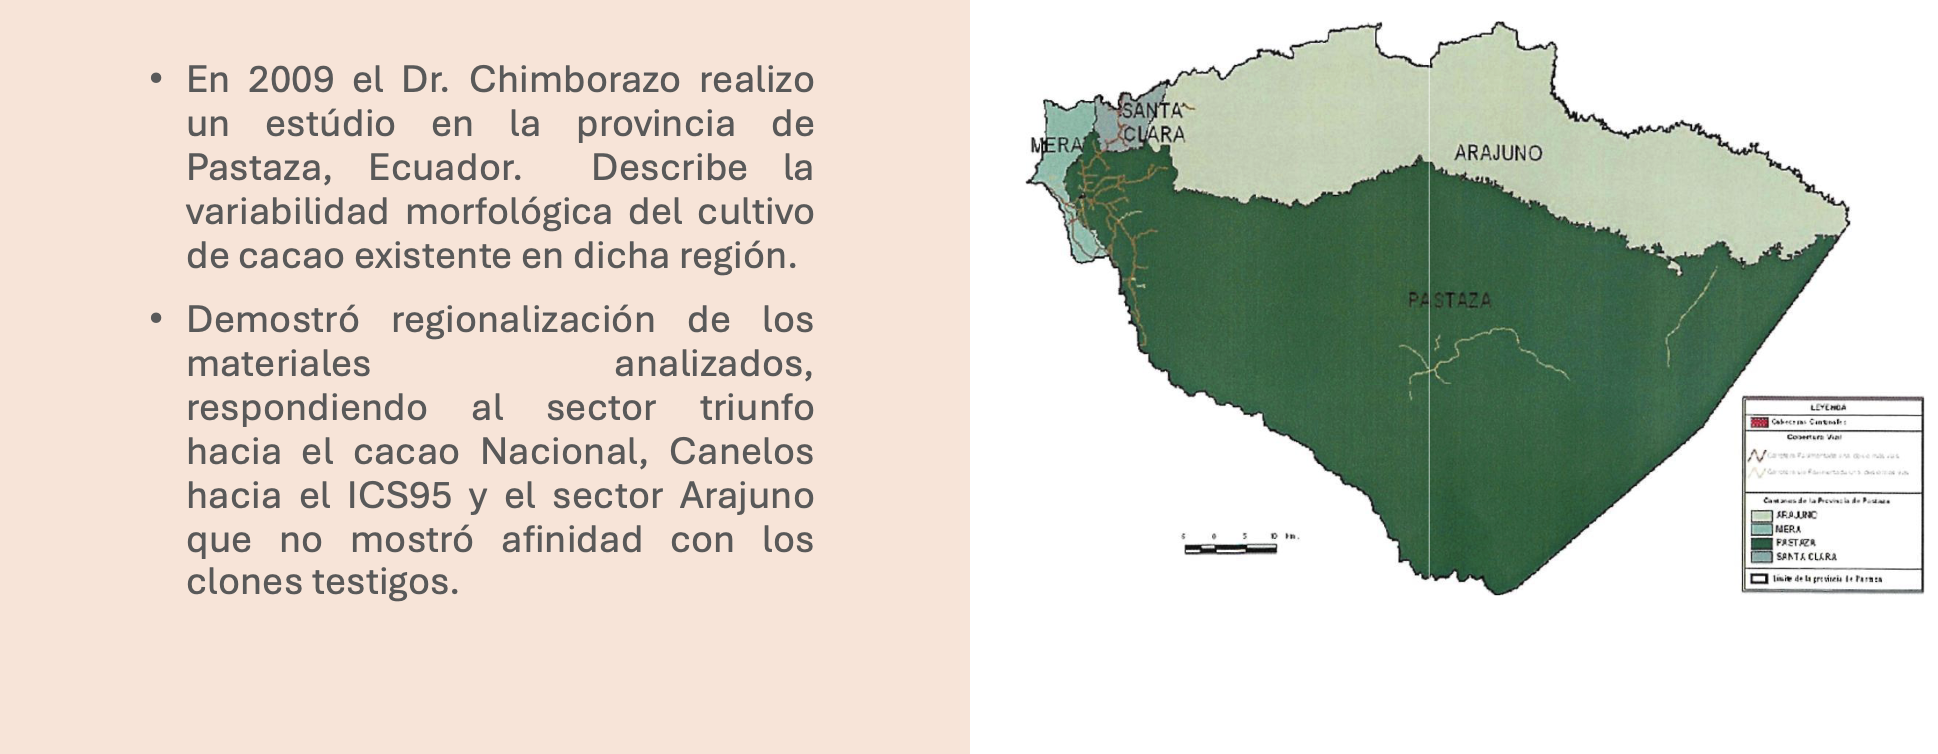 • En 2009 el Dr. Chimborazo realizo
un estúdio en la provincia de
Pastaza, Ecuador. Describe la
variabilidad morfológica del cultivo
de cacao existente en dicha región.
• Demostró regionalización de los
materiales analizados,
respondiendo al sector triunfo
hacia el cacao Nacional, Canelos
hacia el ICS95 y el sector Arajuno
que no mostró afinidad con los
clones testigos.
SANTA
CLARA
MERA
ARAJUNO
PASTAZA
5 0 5 10 Km.
LEYENDA
Cabeceras Cantonales
Cobertura Vial
Cantones de la Provincia de Pastaza
ARAJUNO
MERA
PASTAZA
SANTA CLARA
Límite de la provincia de Pastaza